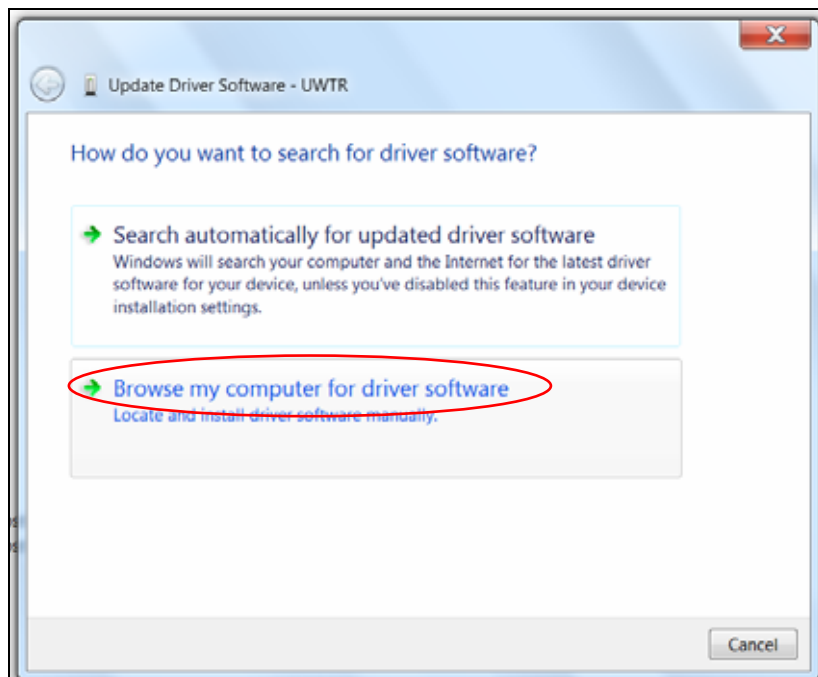 Update Driver Software - UWTR
How do you want to search for driver software?
Search automatically for updated driver software
Windows will search your computer and the Internet for the latest driver
software for your device, unless you've disabled this feature in your device
installation settings.
Browse my computer for driver software
Locate and install driver software manually.
Cancel